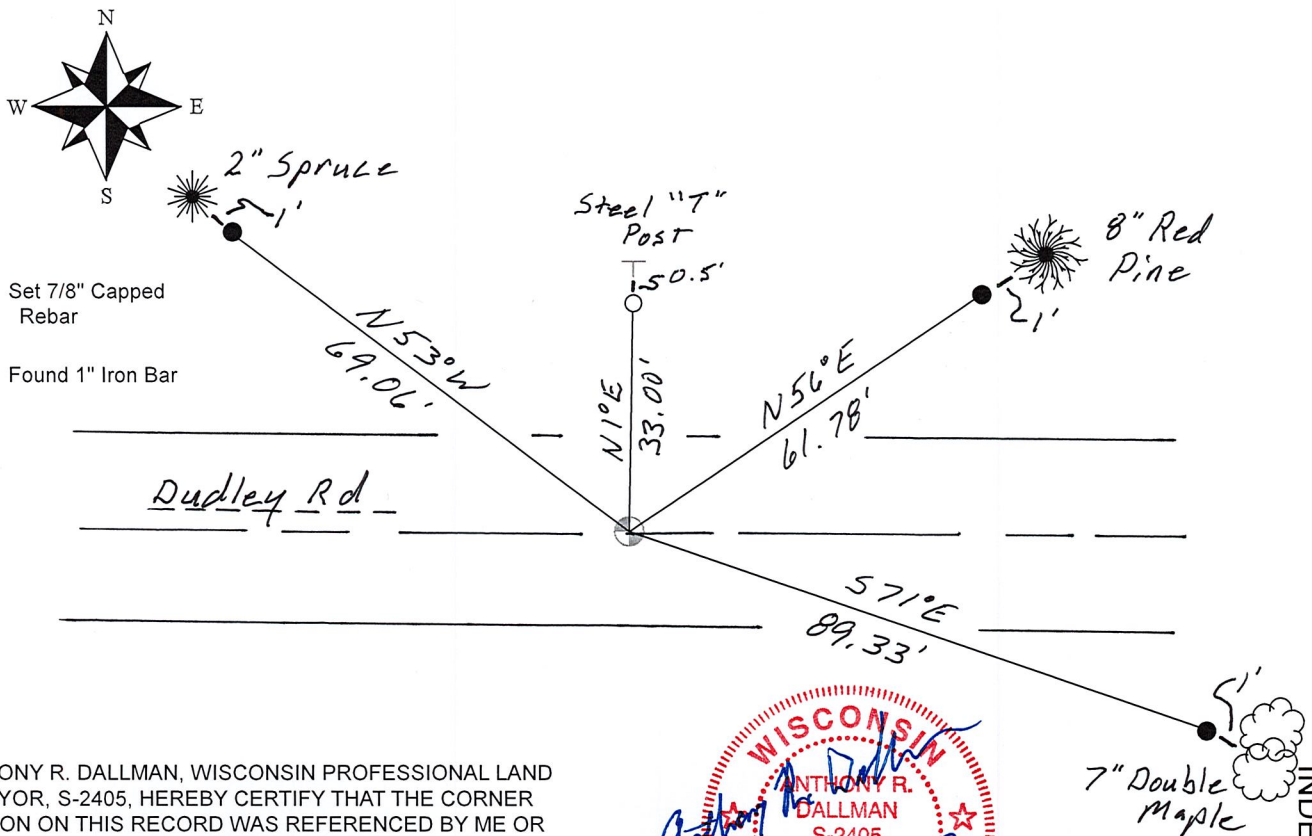 N
W E
S
2" Spruce
1'
Steel "T"
Post
0.5'
8" Red
Pine
1'
Set 7/8" Capped
Rebar
Found 1" Iron Bar
N53°W
69.06'
N1°E
33.00'
N56°E
61.78'
Dudley Rd
S71°E
89.33'
1'
7" Double
Maple
ONY R. DALLMAN, WISCONSIN PROFESSIONAL LAND
YOR, S-2405, HEREBY CERTIFY THAT THE CORNER
ON ON THIS RECORD WAS REFERENCED BY ME OR
WISCONSIN
ANTHONY R.
DALLMAN
S-2405
INDE